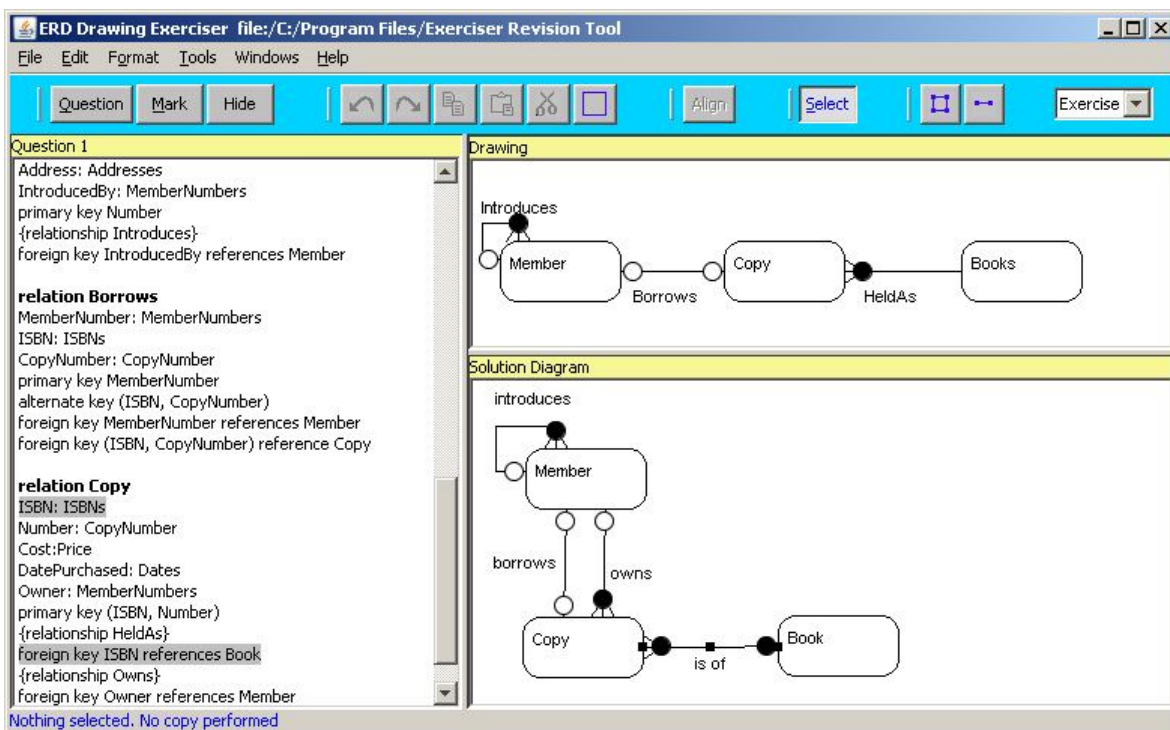 ERD Drawing Exerciser  file:/C:/Program Files/Exerciser Revision Tool
File Edit Format Tools Windows Help
Question Mark Hide Align Select Exercise
Question 1
Address: Addresses
IntroducedBy: MemberNumbers
primary key Number
{relationship Introduces}
foreign key IntroducedBy references Member
relation Borrows
MemberNumber: MemberNumbers
ISBN: ISBNs
CopyNumber: CopyNumber
primary key MemberNumber
alternate key (ISBN, CopyNumber)
foreign key MemberNumber references Member
foreign key (ISBN, CopyNumber) reference Copy
relation Copy
ISBN: ISBNs
Number: CopyNumber
Cost:Price
DatePurchased: Dates
Owner: MemberNumbers
primary key (ISBN, Number)
{relationship HeldAs}
foreign key ISBN references Book
{relationship Owns}
foreign key Owner references Member
Drawing
Introduces
Member Copy Books
Borrows HeldAs
Solution Diagram
introduces
Member
borrows
owns
Copy Book
is of
Nothing selected. No copy performed